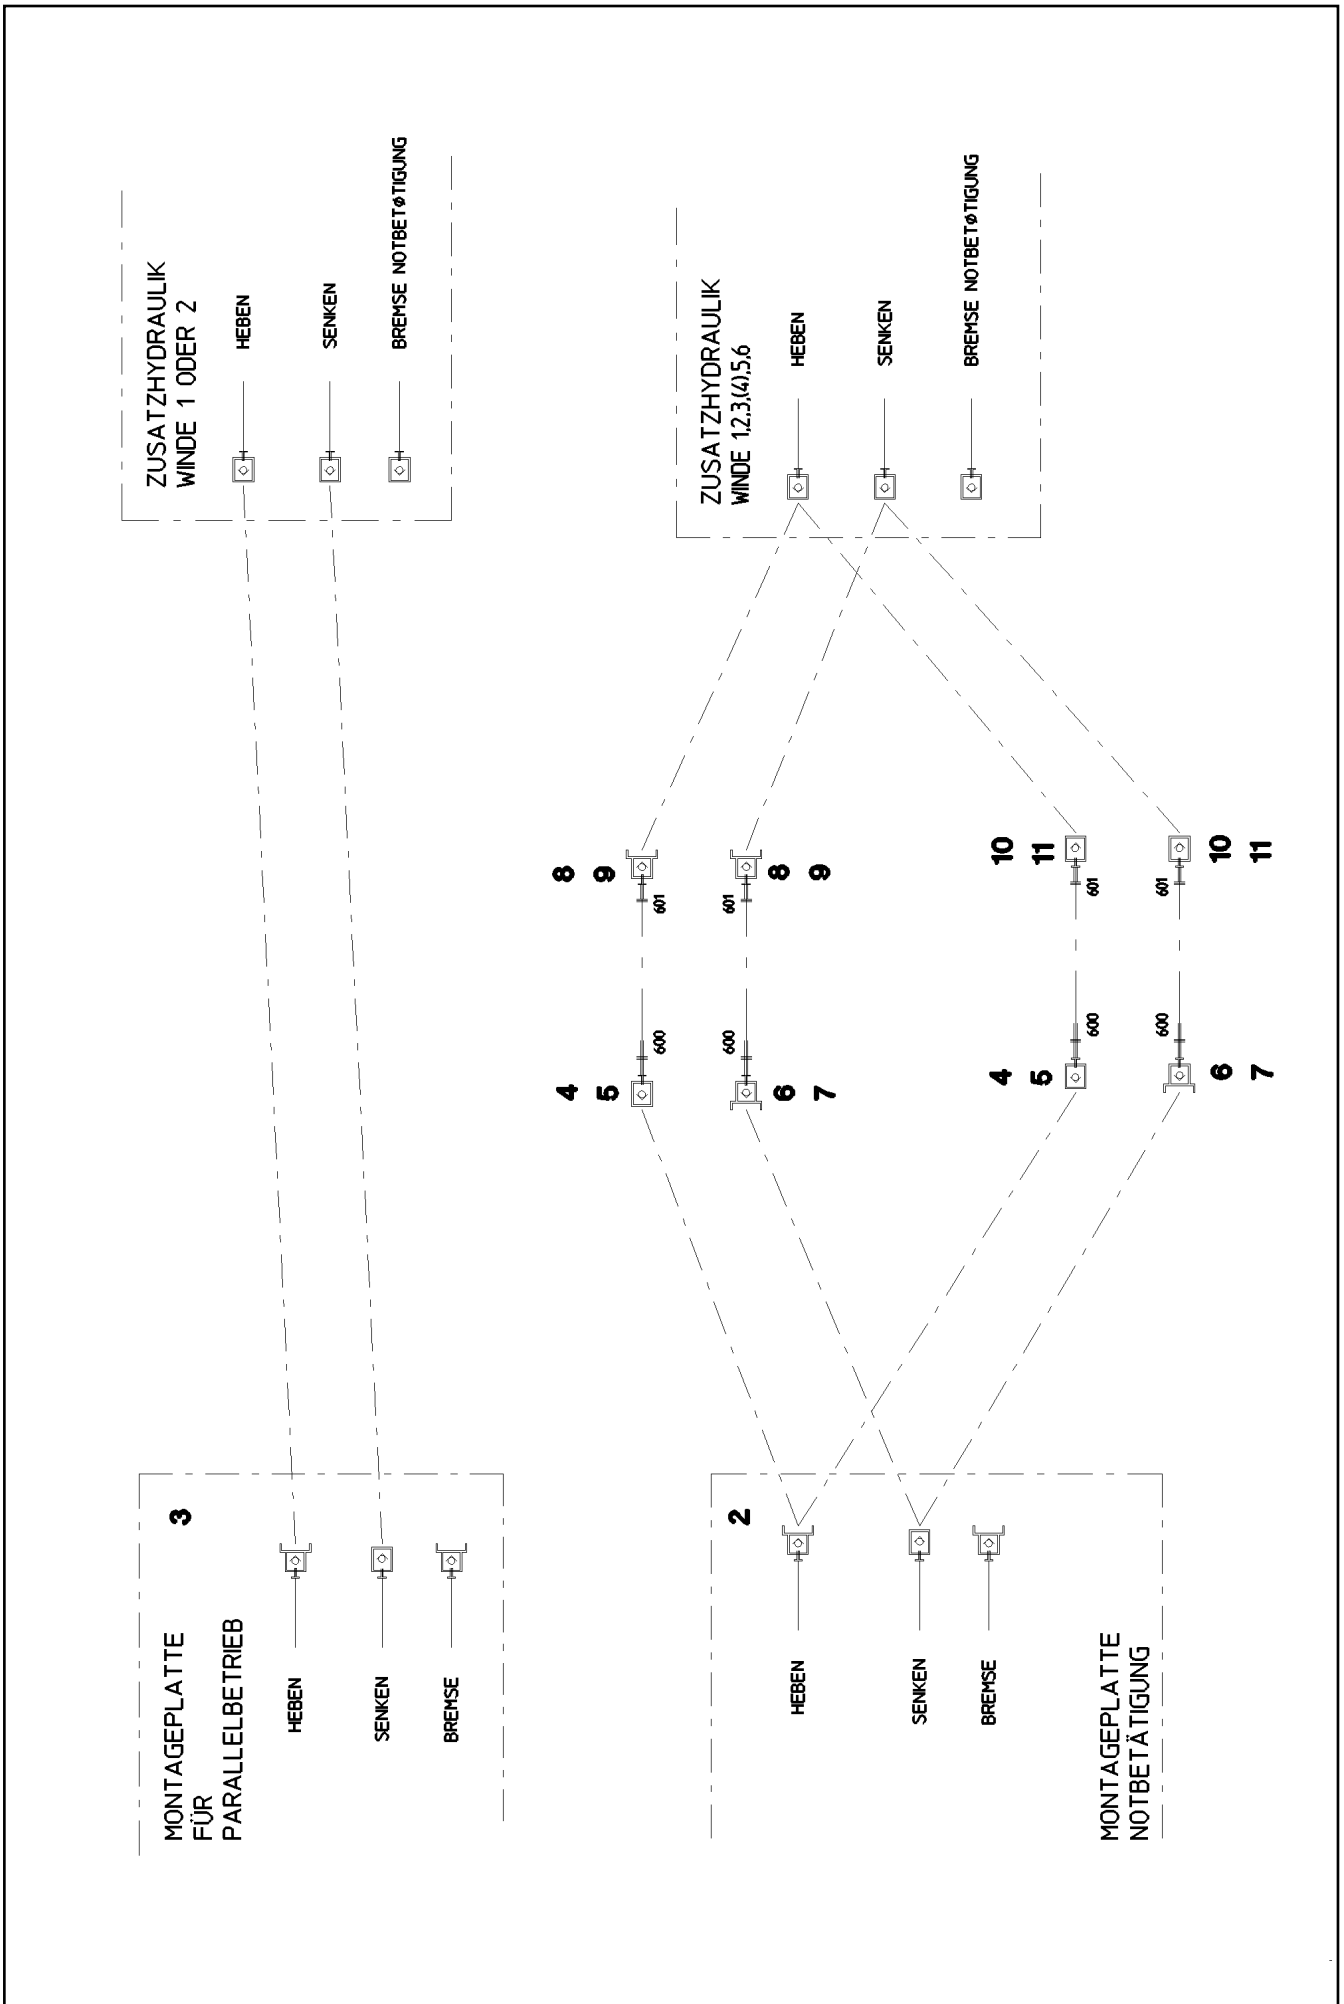 MONTAGEPLATTE
FÜR
PARALLELBETRIEB
3
HEBEN
SENKEN
BREMSE
ZUSATZHYDRAULIK
WINDE 1 ODER 2
HEBEN
SENKEN
BREMSE NOTBETØTIGUNG
2
HEBEN
SENKEN
BREMSE
MONTAGEPLATTE
NOTBETÄTIGUNG
4
5
600
601
8
9
600
6
7
601
8
9
4
5
600
601
10
11
600
6
7
601
10
11
ZUSATZHYDRAULIK
WINDE 1,2,3,(4),5,6
HEBEN
SENKEN
BREMSE NOTBETØTIGUNG